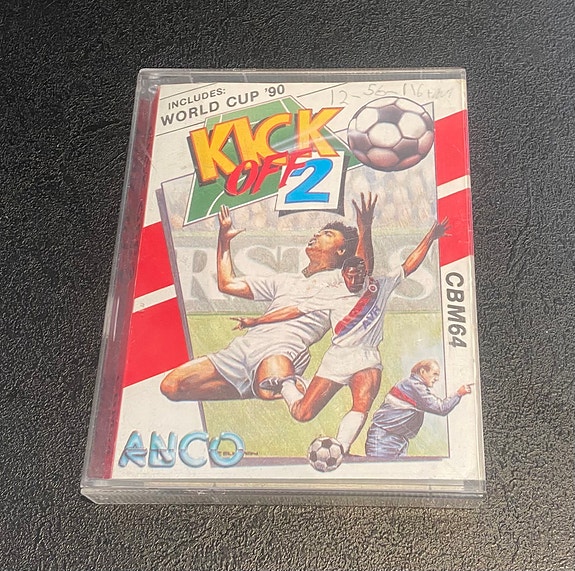 INCLUDES:
WORLD CUP '90
KICK
OFF 2
CBM64
ANCO